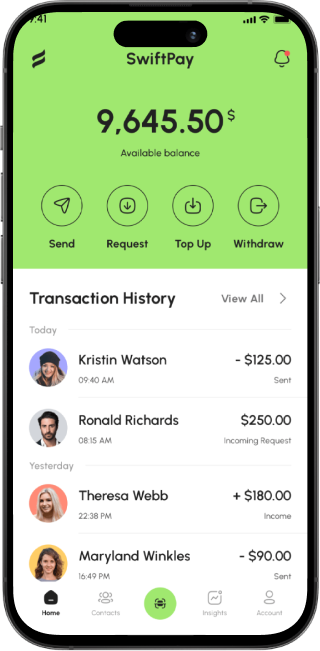 9:41
SwiftPay
9,645.50$
Available balance
Send Request Top Up Withdraw
Transaction History View All
Today
Kristin Watson - $125.00
09:40 AM Sent
Ronald Richards $250.00
08:15 AM Incoming Request
Yesterday
Theresa Webb + $180.00
22:38 PM Income
Maryland Winkles - $90.00
16:49 PM Sent
Home Contacts Insights Account